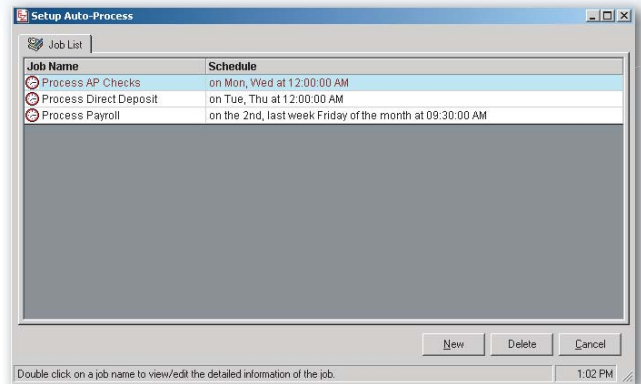 Setup Auto-Process
Job List
Job Name Schedule
Process AP Checks on Mon, Wed at 12:00:00 AM
Process Direct Deposit on Tue, Thu at 12:00:00 AM
Process Payroll on the 2nd, last week Friday of the month at 09:30:00 AM
New Delete Cancel
Double click on a job name to view/edit the detailed information of the job. 1:02 PM